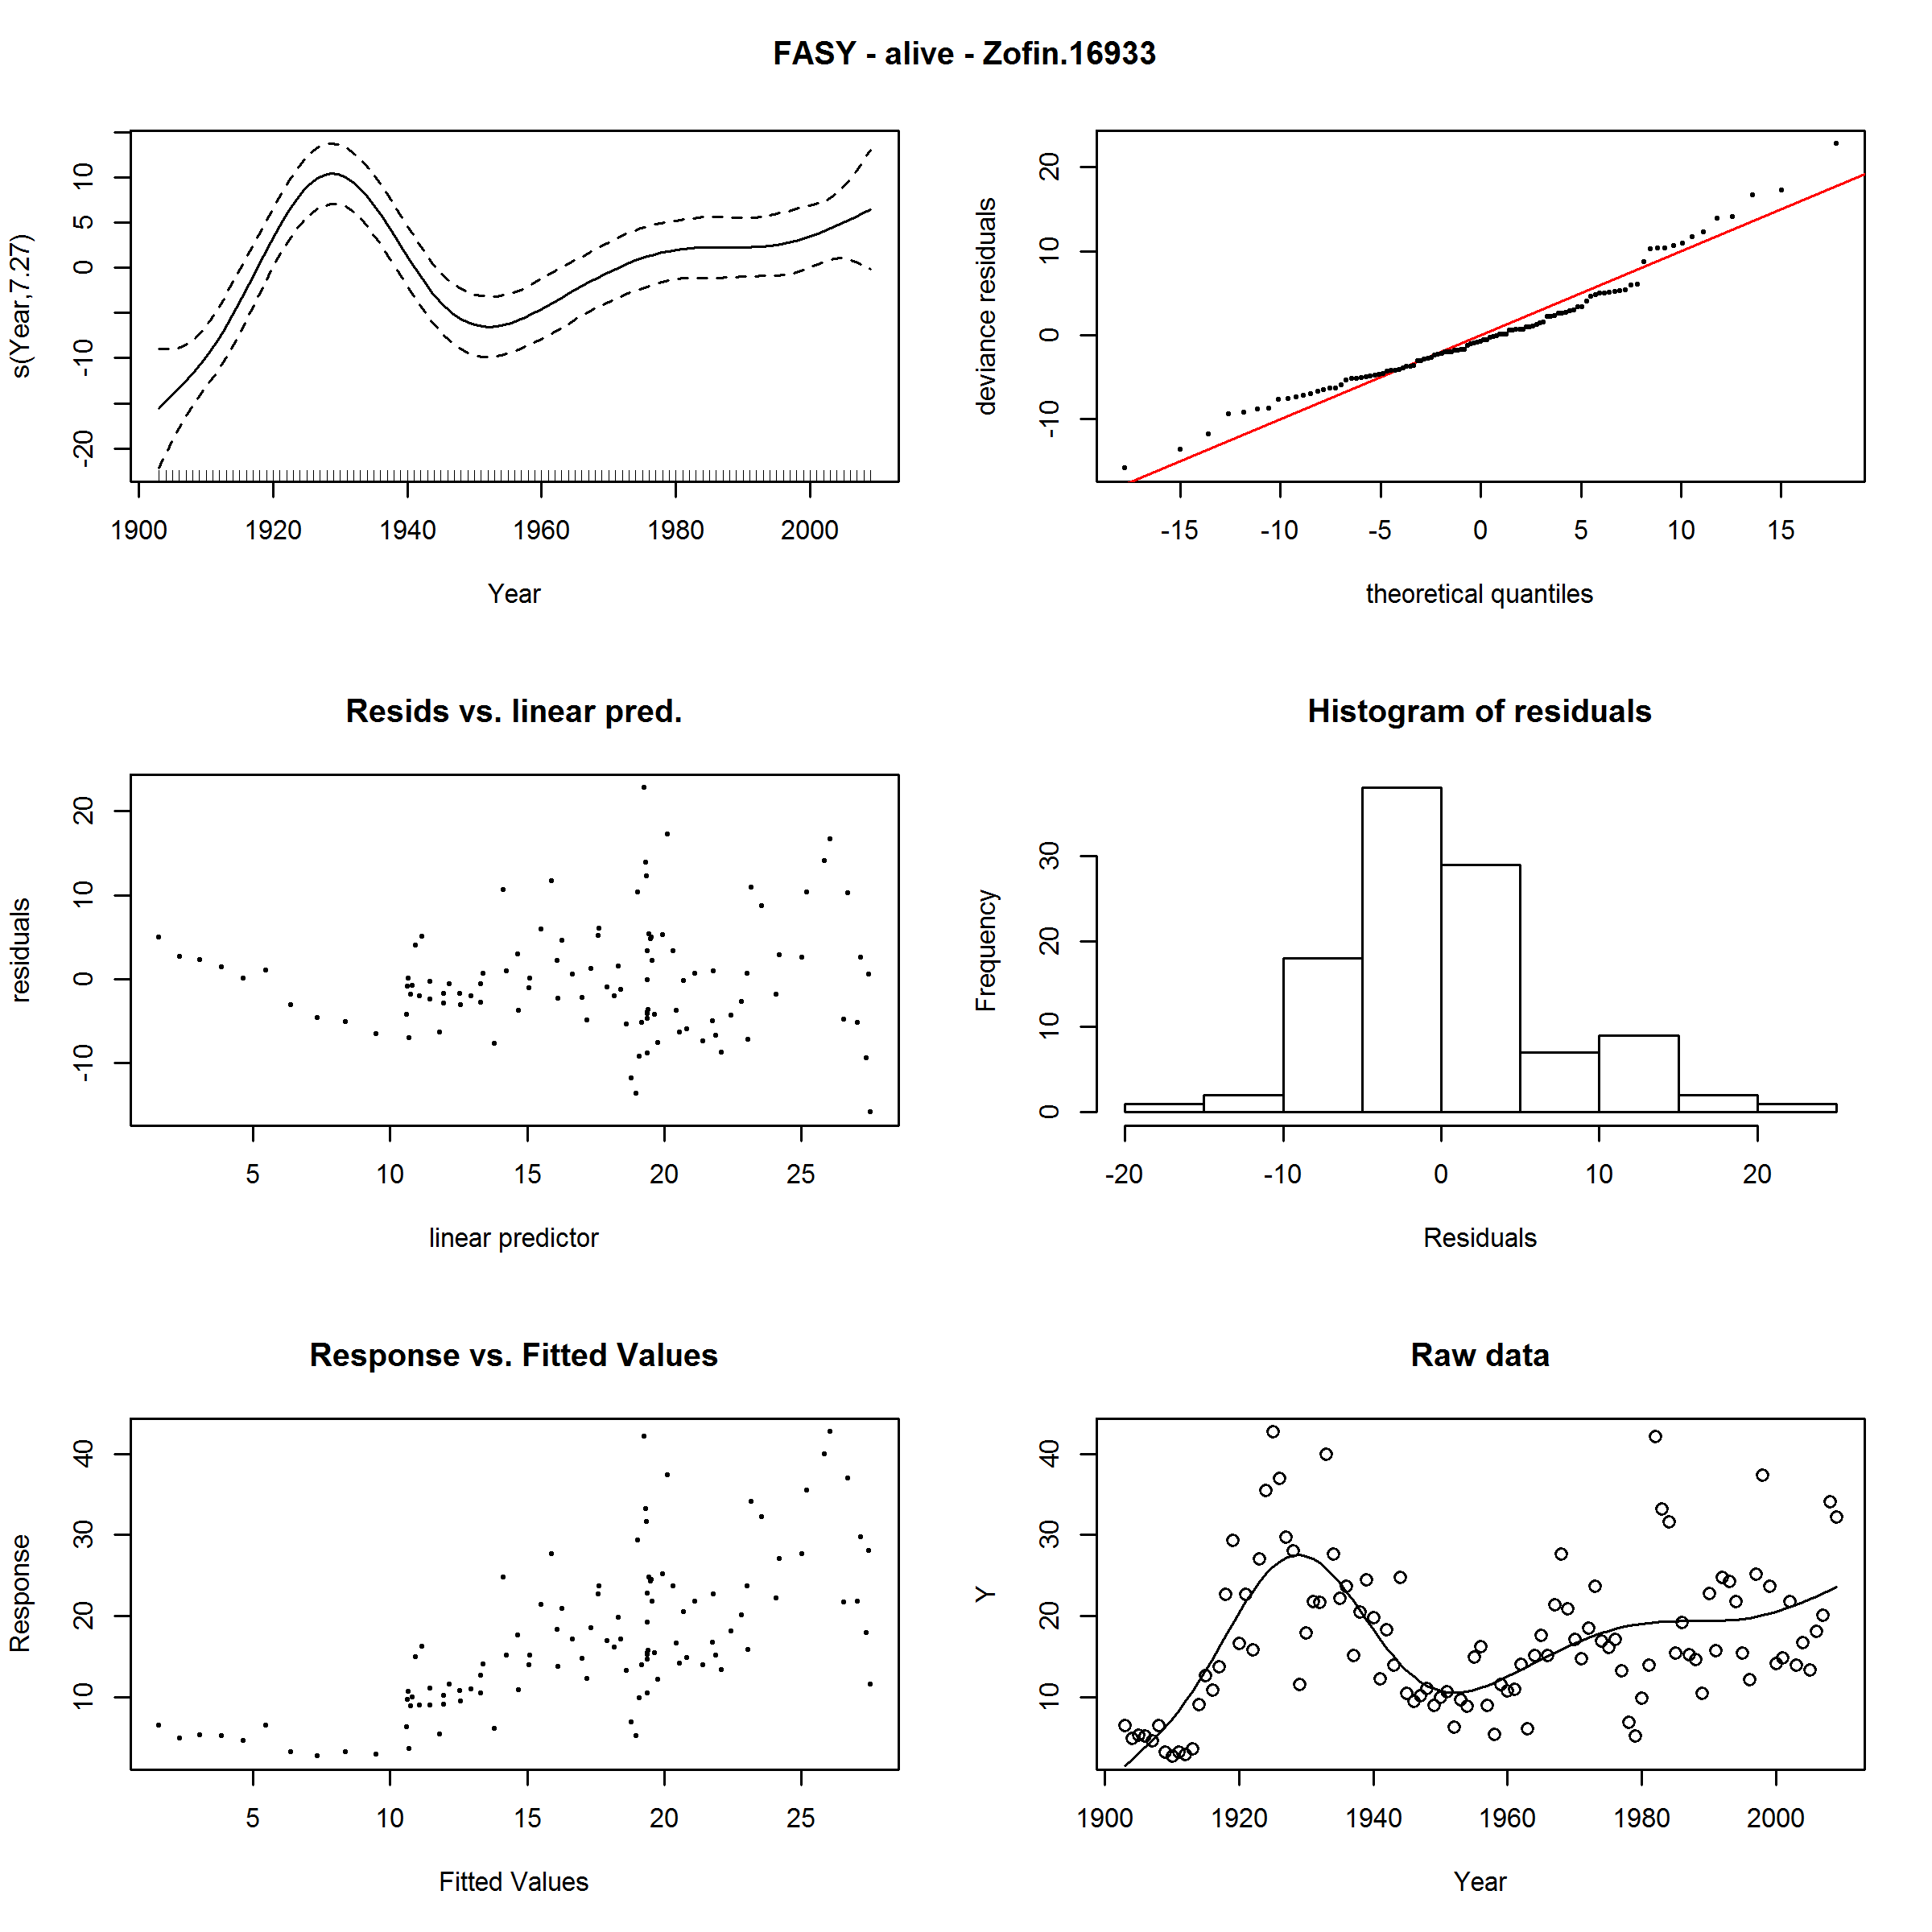 FASY - alive - Zofin.16933
s(Year,7.27)
-20 -10 0 5 10
1900 1920 1940 1960 1980 2000
Year
deviance residuals
-10 0 10 20
-15 -10 -5 0 5 10 15
theoretical quantiles
Resids vs. linear pred.
residuals
-10 0 10 20
5 10 15 20 25
linear predictor
Histogram of residuals
Frequency
0 10 20 30
-20 -10 0 10 20
Residuals
Response vs. Fitted Values
Response
10 20 30 40
5 10 15 20 25
Fitted Values
Raw data
Y
10 20 30 40
1900 1920 1940 1960 1980 2000
Year